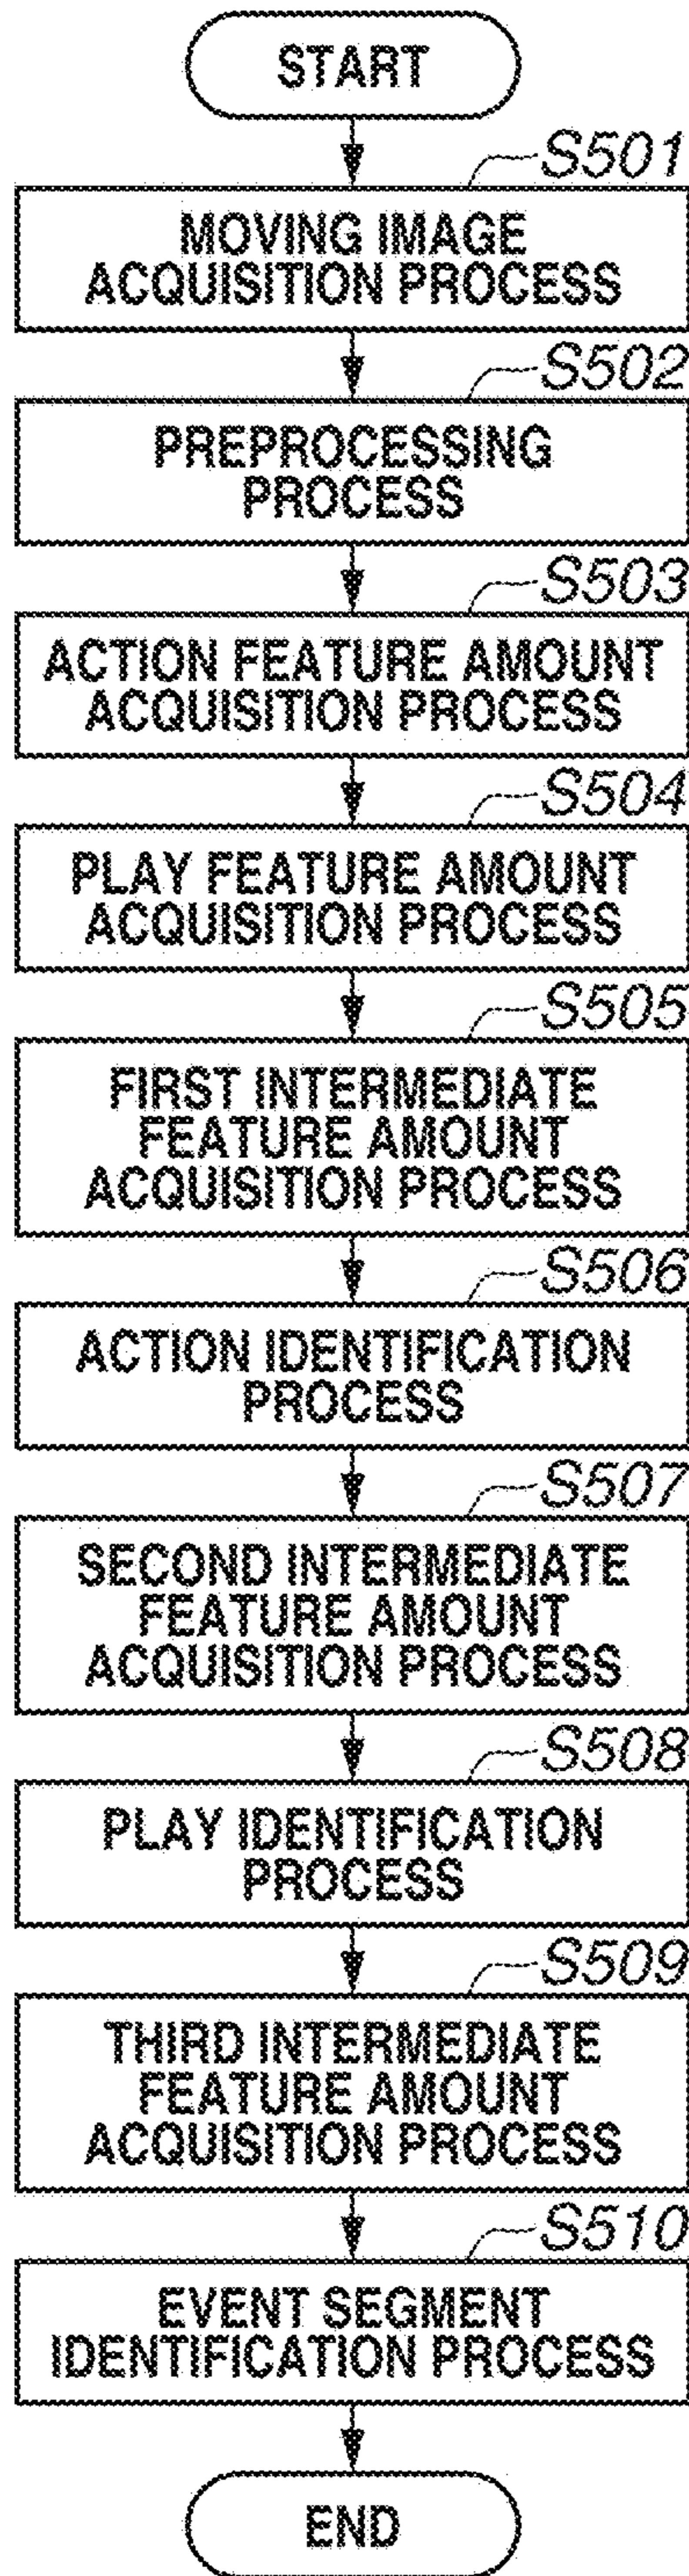 START
S501
MOVING IMAGE
ACQUISITION PROCESS
S502
PREPROCESSING
PROCESS
S503
ACTION FEATURE AMOUNT
ACQUISITION PROCESS
S504
PLAY FEATURE AMOUNT
ACQUISITION PROCESS
S505
FIRST INTERMEDIATE
FEATURE AMOUNT
ACQUISITION PROCESS
S506
ACTION IDENTIFICATION
PROCESS
S507
SECOND INTERMEDIATE
FEATURE AMOUNT
ACQUISITION PROCESS
S508
PLAY IDENTIFICATION
PROCESS
S509
THIRD INTERMEDIATE
FEATURE AMOUNT
ACQUISITION PROCESS
S510
EVENT SEGMENT
IDENTIFICATION PROCESS
END